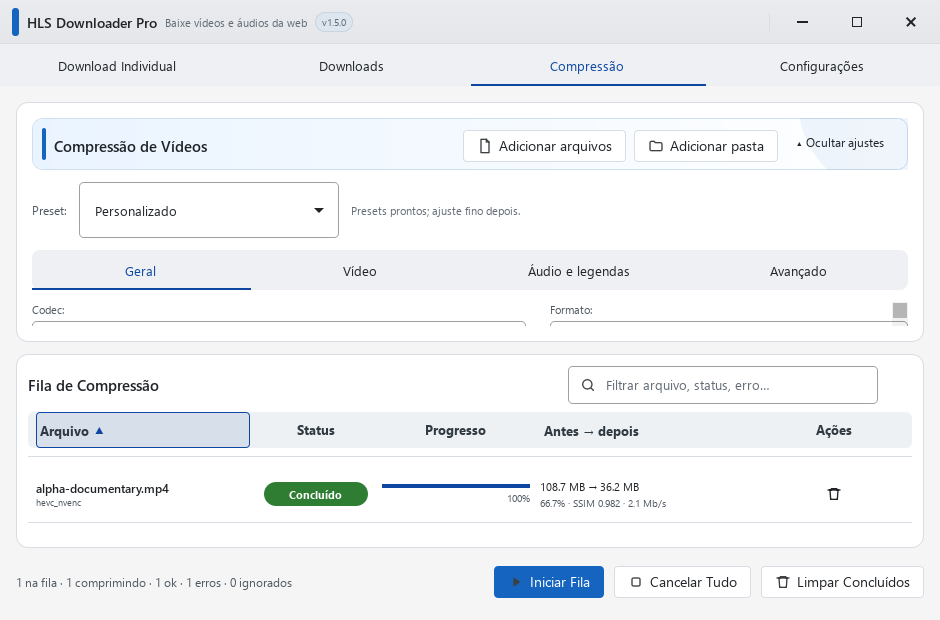 HLS Downloader Pro Baixe vídeos e áudios da web v1.5.0
Download Individual Downloads Compressão Configurações
Compressão de Vídeos Adicionar arquivos Adicionar pasta ▴ Ocultar ajustes
Preset: Personalizado Presets prontos; ajuste fino depois.
Geral Vídeo Áudio e legendas Avançado
Codec: Formato:
Fila de Compressão Filtrar arquivo, status, erro...
Arquivo ▲ Status Progresso Antes → depois Ações
alpha-documentary.mp4 Concluído 108.7 MB → 36.2 MB
hevc_nvenc 100% 66.7% · SSIM 0.982 · 2.1 Mb/s
1 na fila · 1 comprimindo · 1 ok · 1 erros · 0 ignorados Iniciar Fila Cancelar Tudo Limpar Concluídos